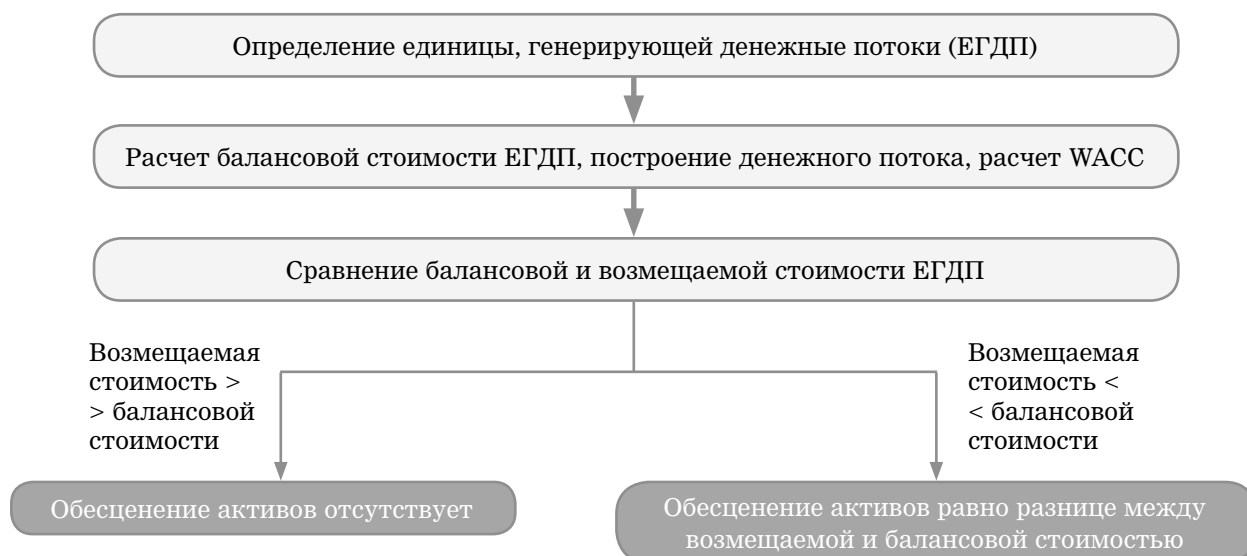 Определение единицы, генерирующей денежные потоки (ЕГДП)
Расчет балансовой стоимости ЕГДП, построение денежного потока, расчет WACC
Сравнение балансовой и возмещаемой стоимости ЕГДП
Возмещаемая
стоимость >
> балансовой
стоимости
Возмещаемая
стоимость <
< балансовой
стоимости
Обесценение активов отсутствует
Обесценение активов равно разнице между
возмещаемой и балансовой стоимостью